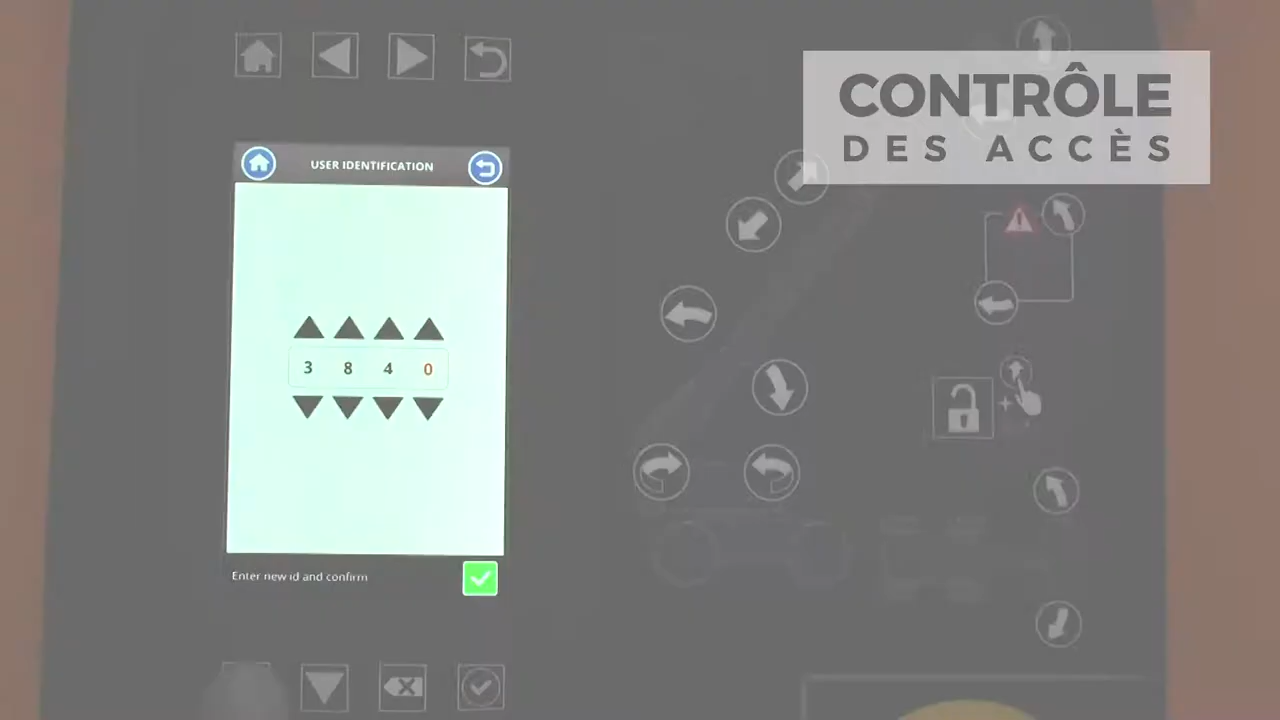 CONTRÔLE
DES ACCÈS
USER IDENTIFICATION
3 8 4 0
Enter new id and confirm